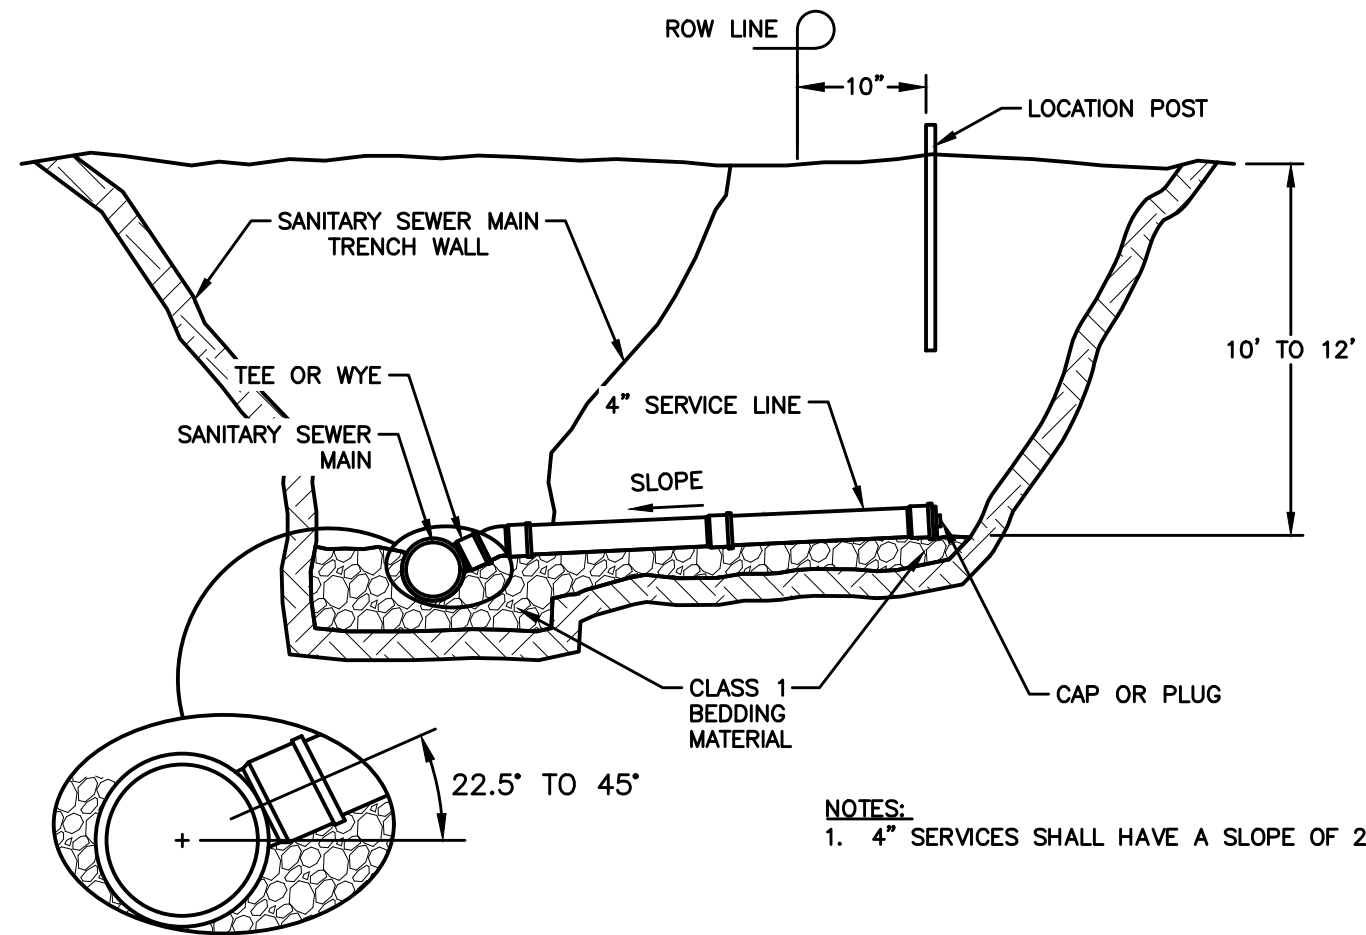 ROW LINE
10"
LOCATION POST
SANITARY SEWER MAIN
TRENCH WALL
10' TO 12'
TEE OR WYE
4" SERVICE LINE
SANITARY SEWER
MAIN
SLOPE
CLASS 1
BEDDING
MATERIAL
CAP OR PLUG
22.5° TO 45°
NOTES:
1. 4" SERVICES SHALL HAVE A SLOPE OF 2